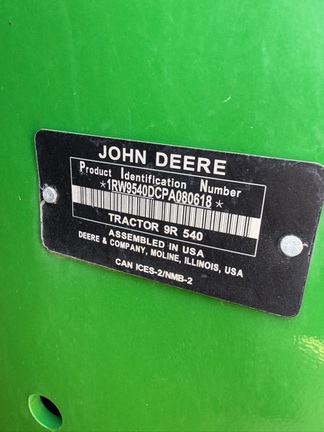 JOHN DEERE
Product Identification Number
*1RW9540DCPA080618*
TRACTOR 9R 540
ASSEMBLED IN USA
DEERE & COMPANY, MOLINE, ILLINOIS, USA
CAN ICES-2/NMB-2